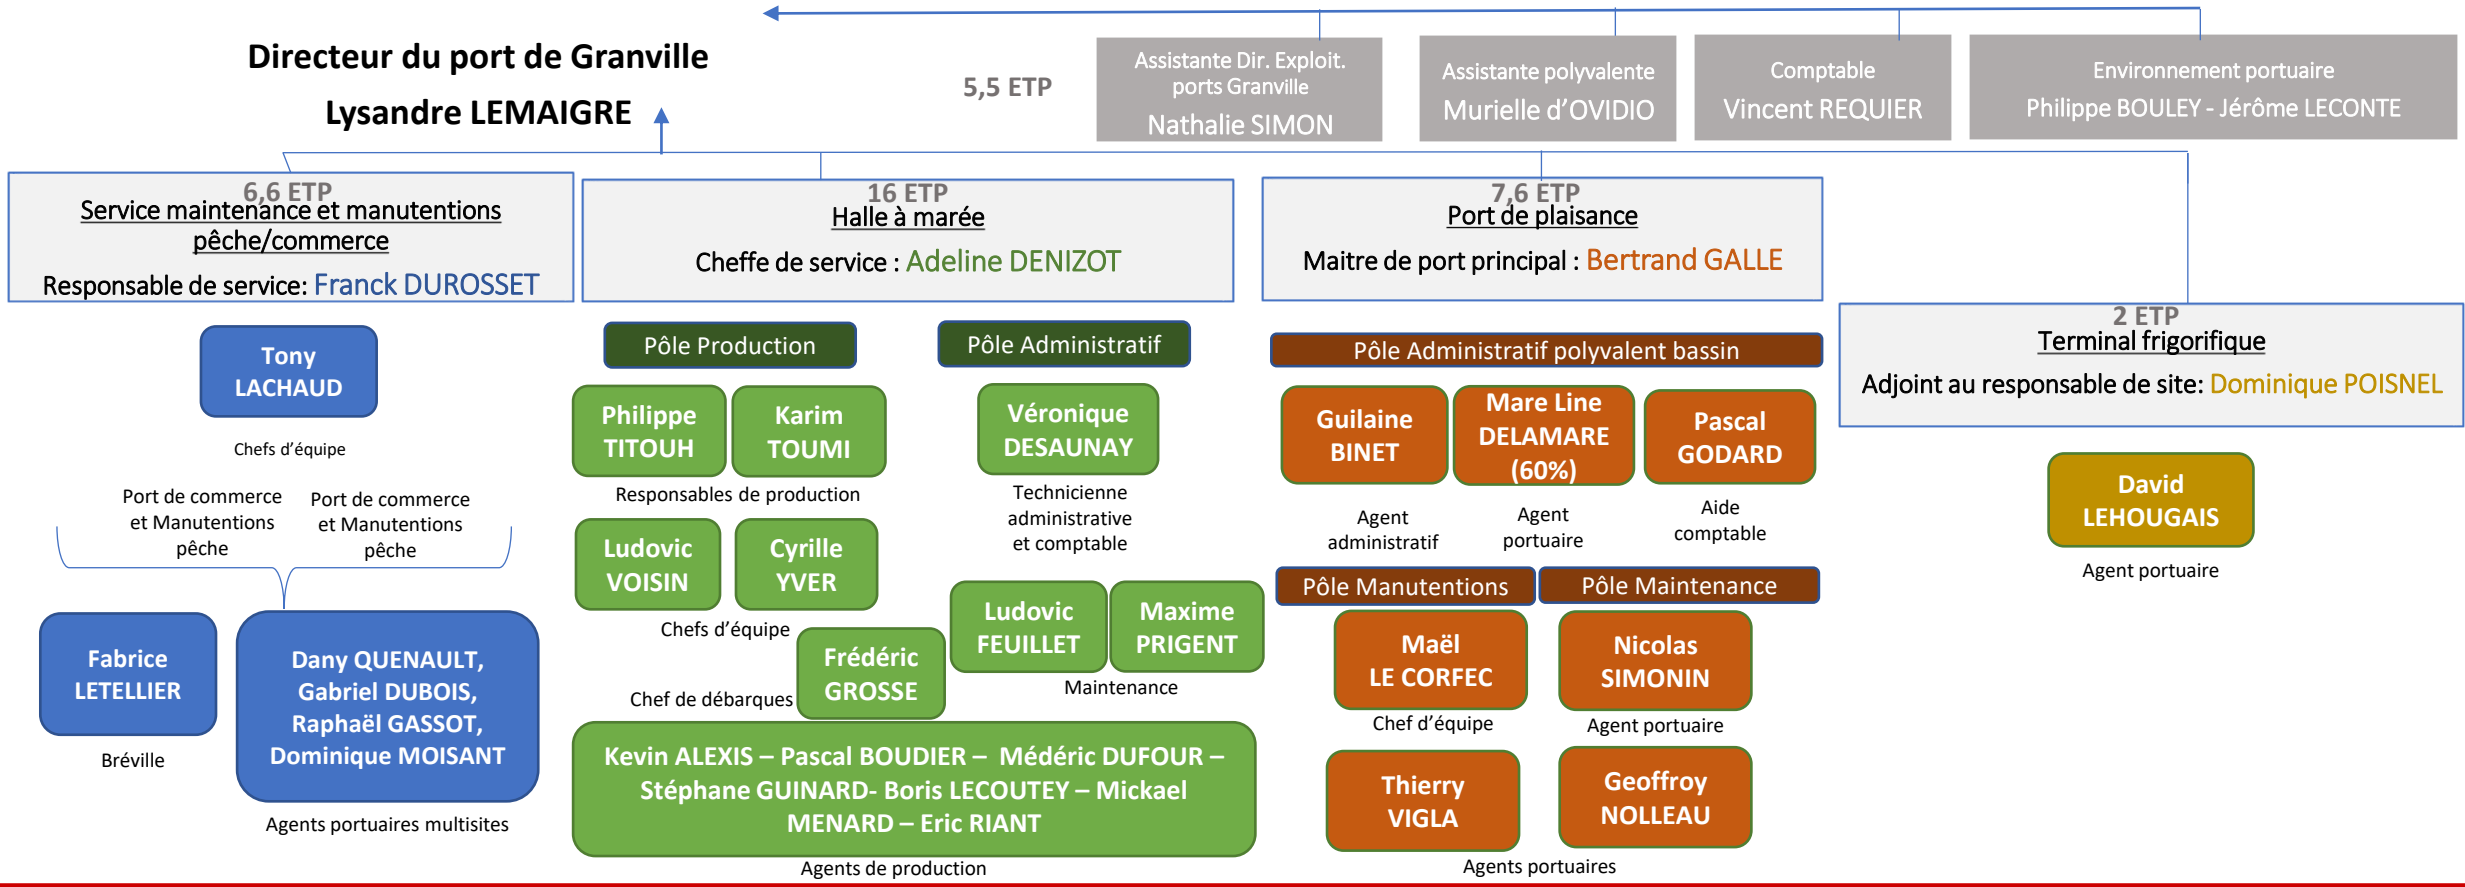 Directeur du port de Granville
Lysandre LEMAIGRE
5,5 ETP
Assistante Dir. Exploit.
ports Granville
Nathalie SIMON
Assistante polyvalente
Murielle d’OVIDIO
Comptable
Vincent REQUIER
Environnement portuaire
Philippe BOULEY - Jérôme LECONTE
6,6 ETP
Service maintenance et manutentions
pêche/commerce
Responsable de service: Franck DUROSSET
16 ETP
Halle à marée
Cheffe de service : Adeline DENIZOT
7,6 ETP
Port de plaisance
Maitre de port principal : Bertrand GALLE
2 ETP
Terminal frigorifique
Adjoint au responsable de site: Dominique POISNEL
Tony
LACHAUD
Chefs d’équipe
Port de commerce
et Manutentions
pêche
Port de commerce
et Manutentions
pêche
Fabrice
LETELLIER
Bréville
Dany QUENAULT,
Gabriel DUBOIS,
Raphaël GASSOT,
Dominique MOISANT
Agents portuaires multisites
Pôle Production
Philippe
TITOUH
Karim
TOUMI
Responsables de production
Ludovic
VOISIN
Cyrille
YVER
Chefs d’équipe
Frédéric
GROSSE
Chef de débarques
Pôle Administratif
Véronique
DESAUNAY
Technicienne
administrative
et comptable
Ludovic
FEUILLET
Maxime
PRIGENT
Maintenance
Kevin ALEXIS – Pascal BOUDIER – Médéric DUFOUR –
Stéphane GUINARD- Boris LECOUTEY – Mickael
MENARD – Eric RIANT
Agents de production
Pôle Administratif polyvalent bassin
Guilaine
BINET
Agent
administratif
Mare Line
DELAMARE
(60%)
Agent
portuaire
Pascal
GODARD
Aide
comptable
Pôle Manutentions
Maël
LE CORFEC
Chef d’équipe
Thierry
VIGLA
Pôle Maintenance
Nicolas
SIMONIN
Agent portuaire
Geoffroy
NOLLEAU
Agents portuaires
David
LEHOUGAIS
Agent portuaire